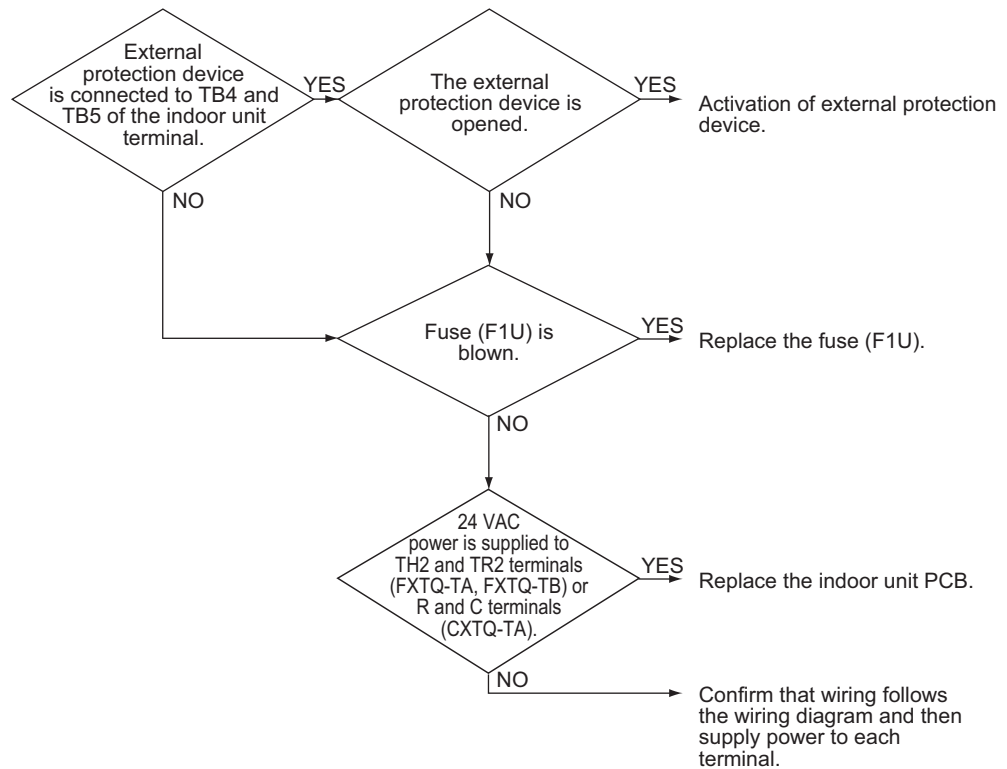 External
protection device
is connected to TB4 and
TB5 of the indoor unit
terminal.
YES
NO
The external
protection device is
opened.
YES
Activation of external protection
device.
NO
Fuse (F1U) is
blown.
YES
Replace the fuse (F1U).
NO
24 VAC
power is supplied to
TH2 and TR2 terminals
(FXTQ-TA, FXTQ-TB) or
R and C terminals
(CXTQ-TA).
YES
Replace the indoor unit PCB.
NO
Confirm that wiring follows
the wiring diagram and then
supply power to each
terminal.